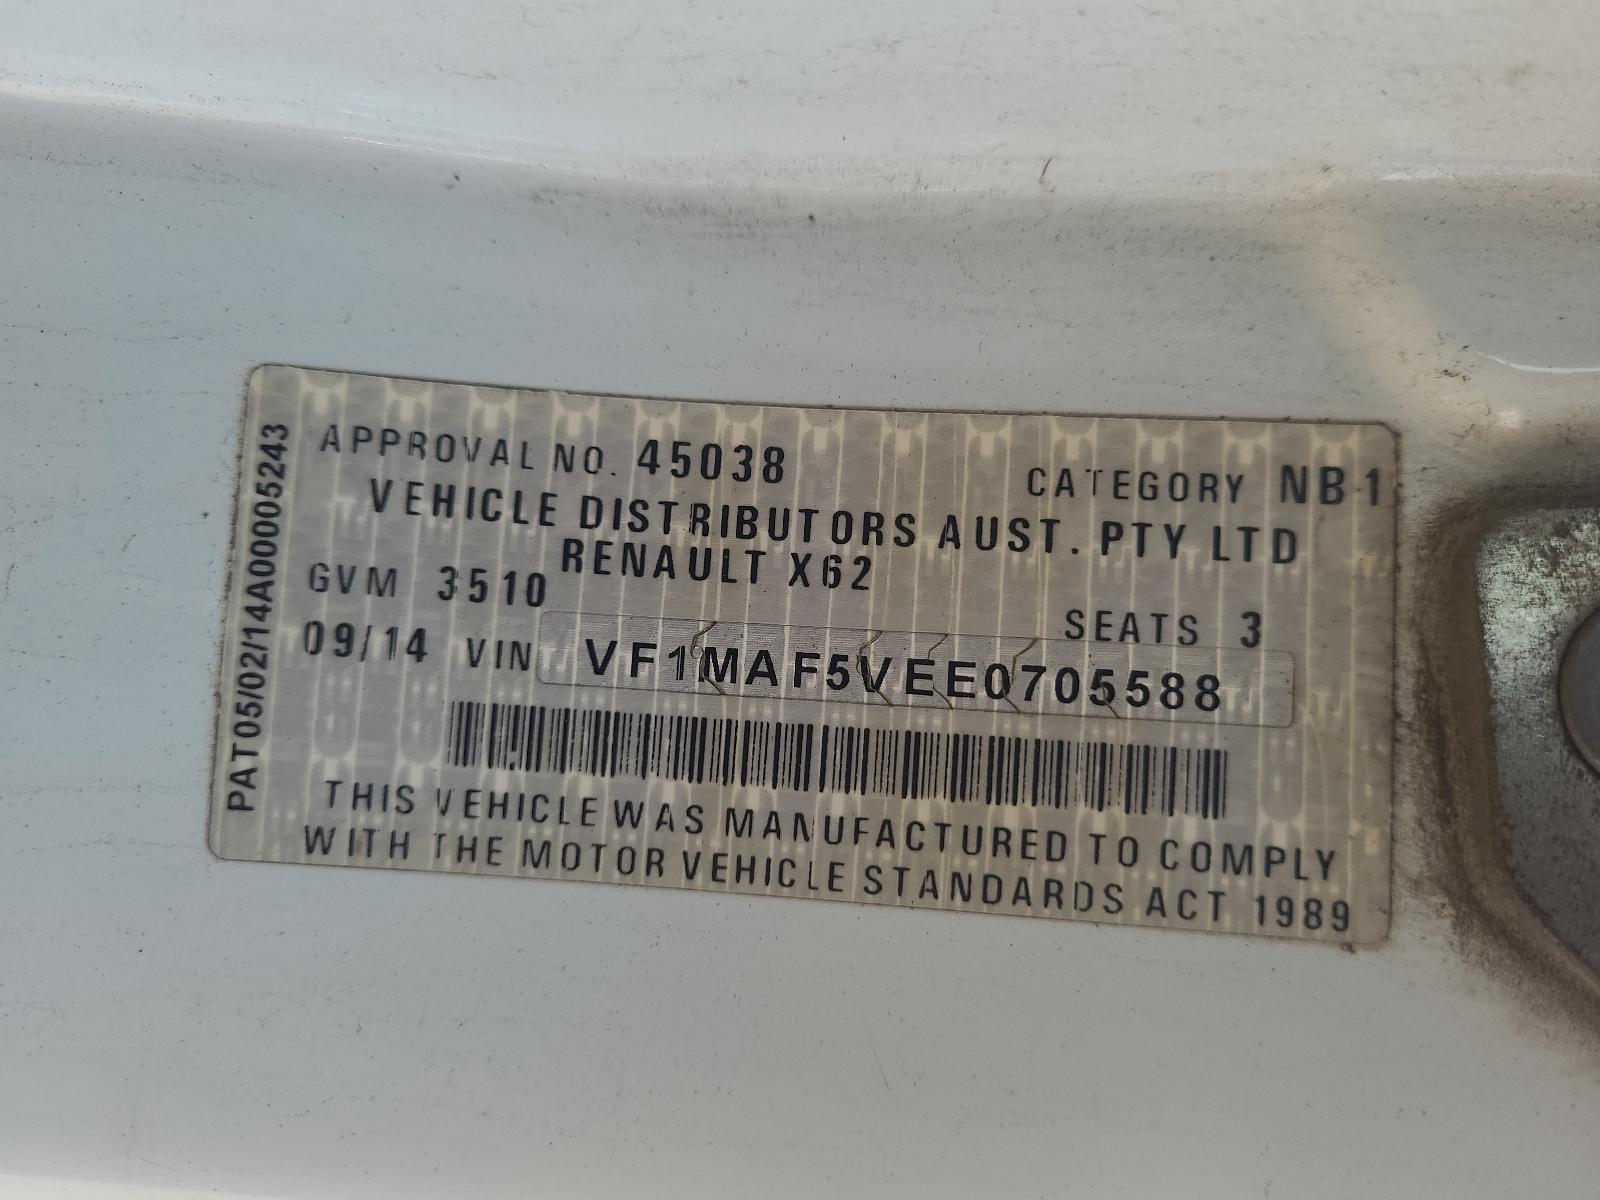 PAT05/02/14A00005243
APPROVAL NO. 45038 CATEGORY NB1
VEHICLE DISTRIBUTORS AUST. PTY LTD
RENAULT X62
GVM 3510 SEATS 3
09/14 VIN VF1MAF5VEE0705588
THIS VEHICLE WAS MANUFACTURED TO COMPLY
WITH THE MOTOR VEHICLE STANDARDS ACT 1989